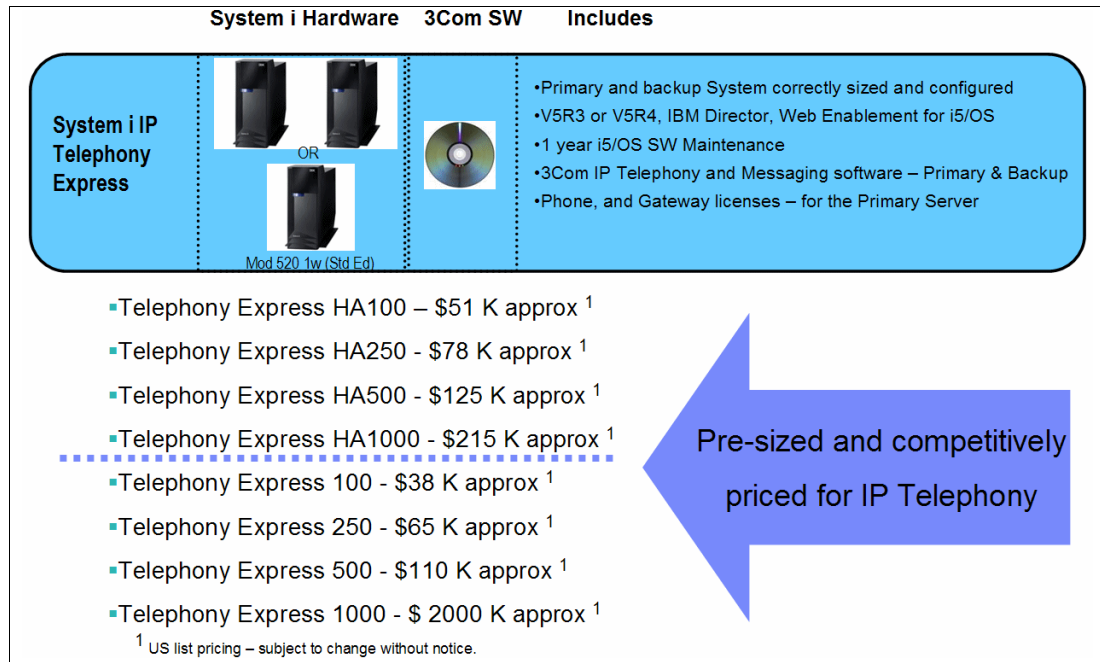 System i Hardware 3Com SW Includes
System i IP
Telephony
Express
OR
Mod 520 1w (Std Ed)
•Primary and backup System correctly sized and configured
•V5R3 or V5R4, IBM Director, Web Enablement for i5/OS
•1 year i5/OS SW Maintenance
•3Com IP Telephony and Messaging software – Primary & Backup
•Phone, and Gateway licenses – for the Primary Server
▪Telephony Express HA100 – $51 K approx 1
▪Telephony Express HA250 - $78 K approx 1
▪Telephony Express HA500 - $125 K approx 1
▪Telephony Express HA1000 - $215 K approx 1
▪Telephony Express 100 - $38 K approx 1
▪Telephony Express 250 - $65 K approx 1
▪Telephony Express 500 - $110 K approx 1
▪Telephony Express 1000 - $ 2000 K approx 1
1 US list pricing – subject to change without notice.
Pre-sized and competitively
priced for IP Telephony